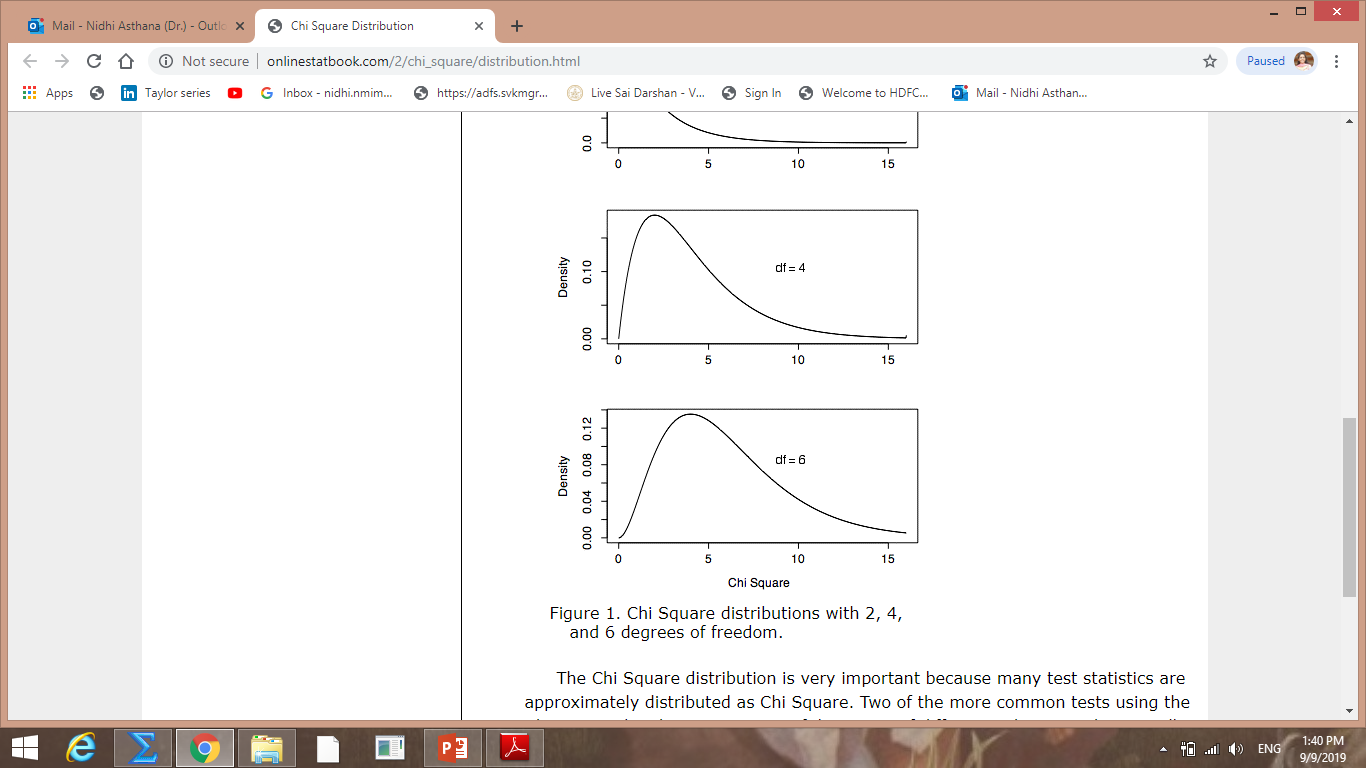 Mail - Nidhi Asthana (Dr.) - Outlo
Chi Square Distribution
Not secure
onlinestatbook.com/2/chi_square/distribution.html
Paused
Apps
Taylor series
Inbox - nidhi.nmim...
https://adfs.svkmgr...
Live Sai Darshan - V...
Sign In
Welcome to HDFC...
Mail - Nidhi Asthan...
0.0
0 5 10 15
Density
0.10
0.00
df = 4
0 5 10 15
Density
0.12
0.08
0.04
0.00
df = 6
0 5 10 15
Chi Square
Figure 1. Chi Square distributions with 2, 4,
and 6 degrees of freedom.
The Chi Square distribution is very important because many test statistics are
approximately distributed as Chi Square. Two of the more common tests using the
ENG
1:40 PM
9/9/2019